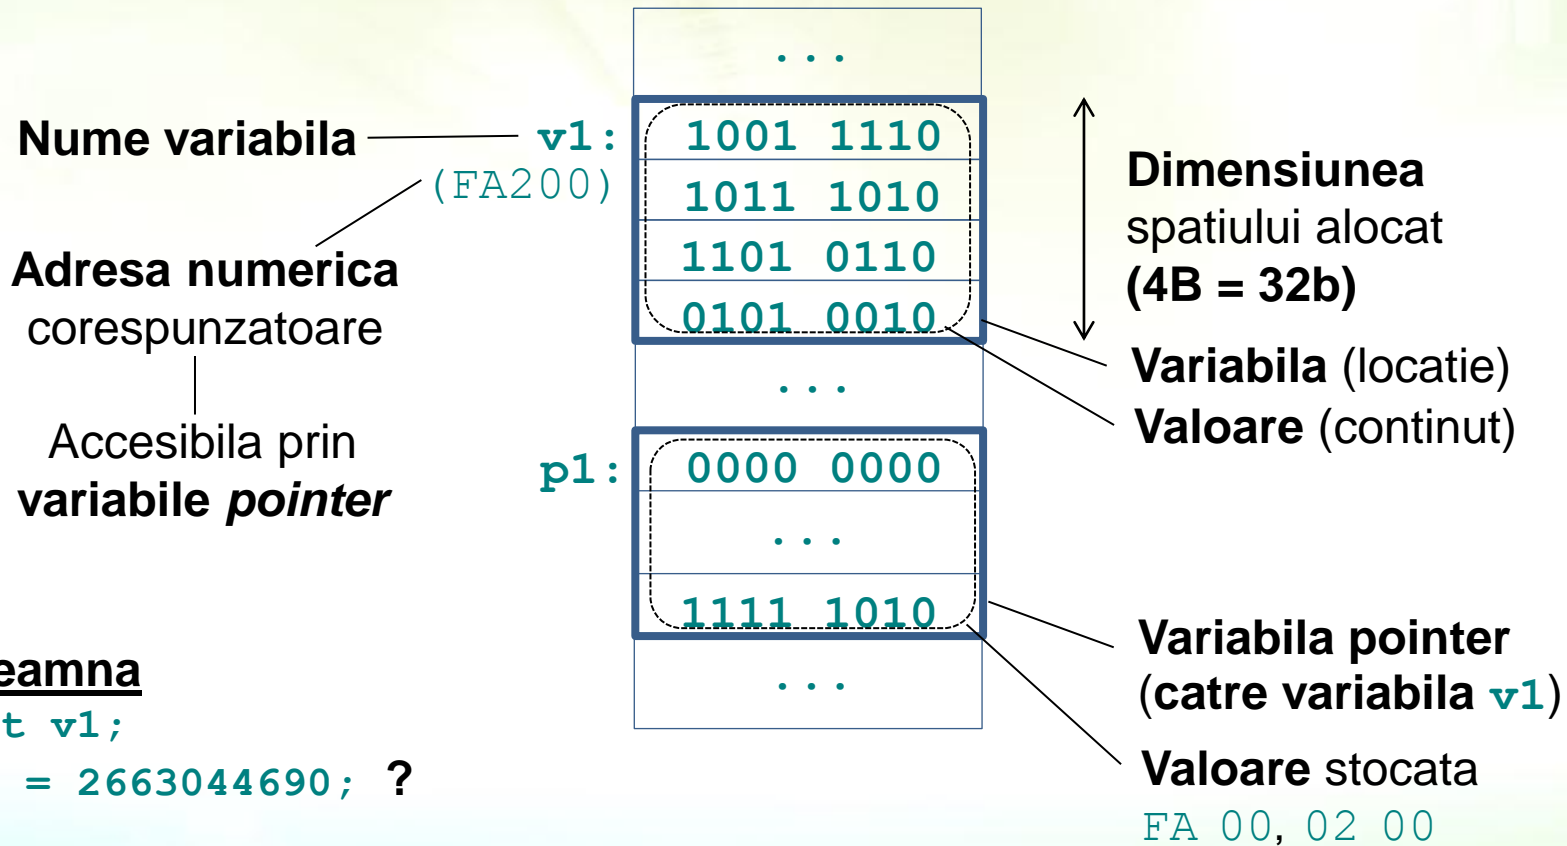 ...
Nume variabila
v1:
(FA200)
1001 1110
1011 1010
1101 0110
0101 0010
Dimensiunea
spatiului alocat
(4B = 32b)
Adresa numerica
corespunzatoare
Accesibila prin
variabile pointer
...
Variabila (locatie)
Valoare (continut)
p1:
0000 0000
...
1111 1010
...
Variabila pointer
(catre variabila v1)
Valoare stocata
FA 00, 02 00
eamna
t v1;
= 2663044690; ?